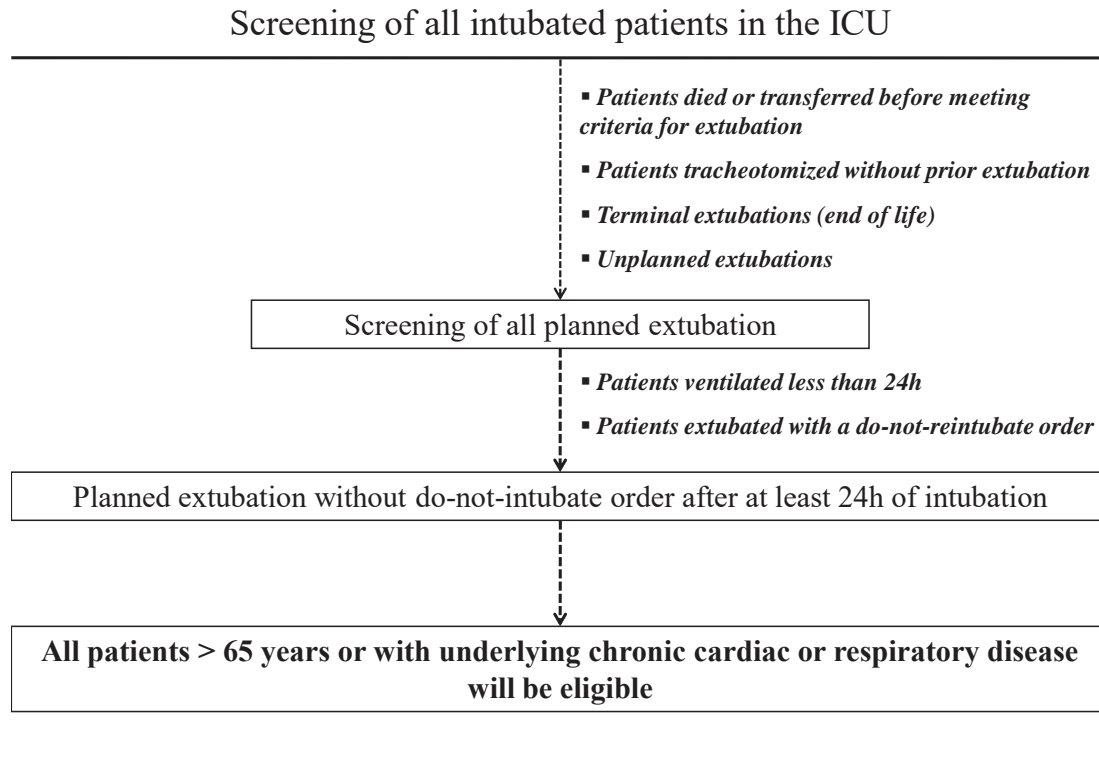 Screening of all intubated patients in the ICU
▪ Patients died or transferred before meeting
criteria for extubation
▪ Patients tracheotomized without prior extubation
▪ Terminal extubations (end of life)
▪ Unplanned extubations
Screening of all planned extubation
▪ Patients ventilated less than 24h
▪ Patients extubated with a do-not-reintubate order
Planned extubation without do-not-intubate order after at least 24h of intubation
All patients > 65 years or with underlying chronic cardiac or respiratory disease
will be eligible